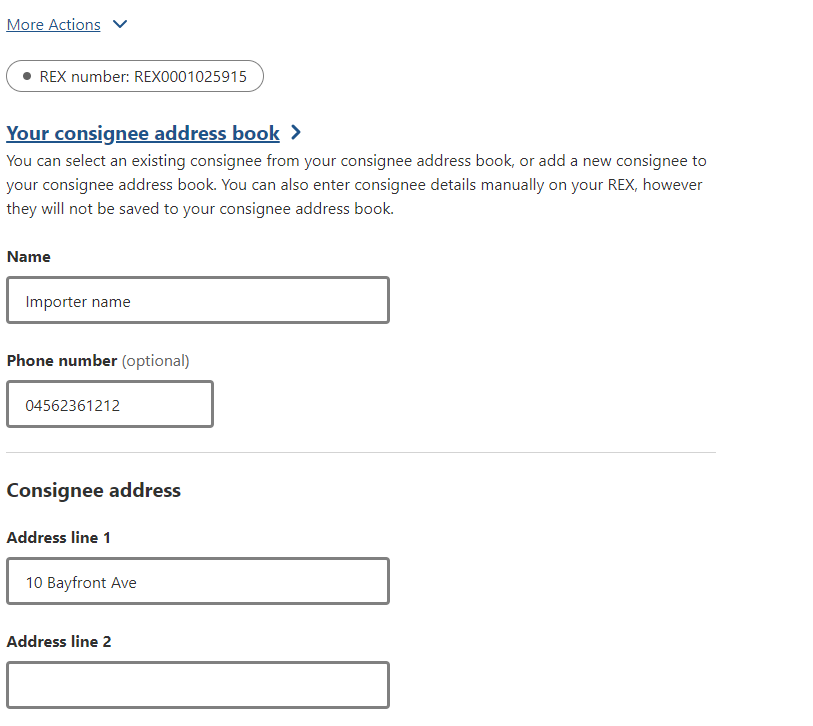 More Actions
REX number: REX0001025915
Your consignee address book
You can select an existing consignee from your consignee address book, or add a new consignee to
your consignee address book. You can also enter consignee details manually on your REX, however
they will not be saved to your consignee address book.
Name
Importer name
Phone number (optional)
04562361212
Consignee address
Address line 1
10 Bayfront Ave
Address line 2